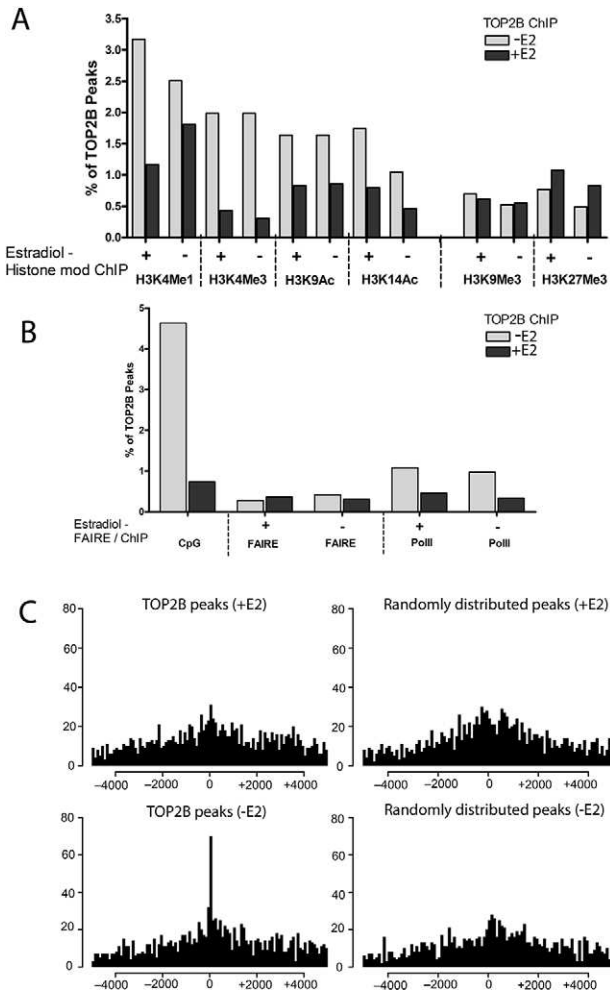 A
TOP2B ChIP
-E2
+E2
% of TOP2B Peaks
3.5
3.0
2.5
2.0
1.5
1.0
0.5
0.0
Estradiol - + - + - + - + - + - + -
Histone mod ChIP
H3K4Me1 H3K4Me3 H3K9Ac H3K14Ac H3K9Me3 H3K27Me3
B
TOP2B ChIP
-E2
+E2
% of TOP2B Peaks
5
4
3
2
1
0
Estradiol - + - + -
FAIRE / ChIP
CpG FAIRE FAIRE PolII PolII
C
TOP2B peaks (+E2)
80
60
40
20
0
−4000 −2000 0 +2000 +4000
Randomly distributed peaks (+E2)
80
60
40
20
0
−4000 −2000 0 +2000 +4000
TOP2B peaks (-E2)
80
60
40
20
0
−4000 −2000 0 +2000 +4000
Randomly distributed peaks (-E2)
80
60
40
20
0
−4000 −2000 0 +2000 +4000